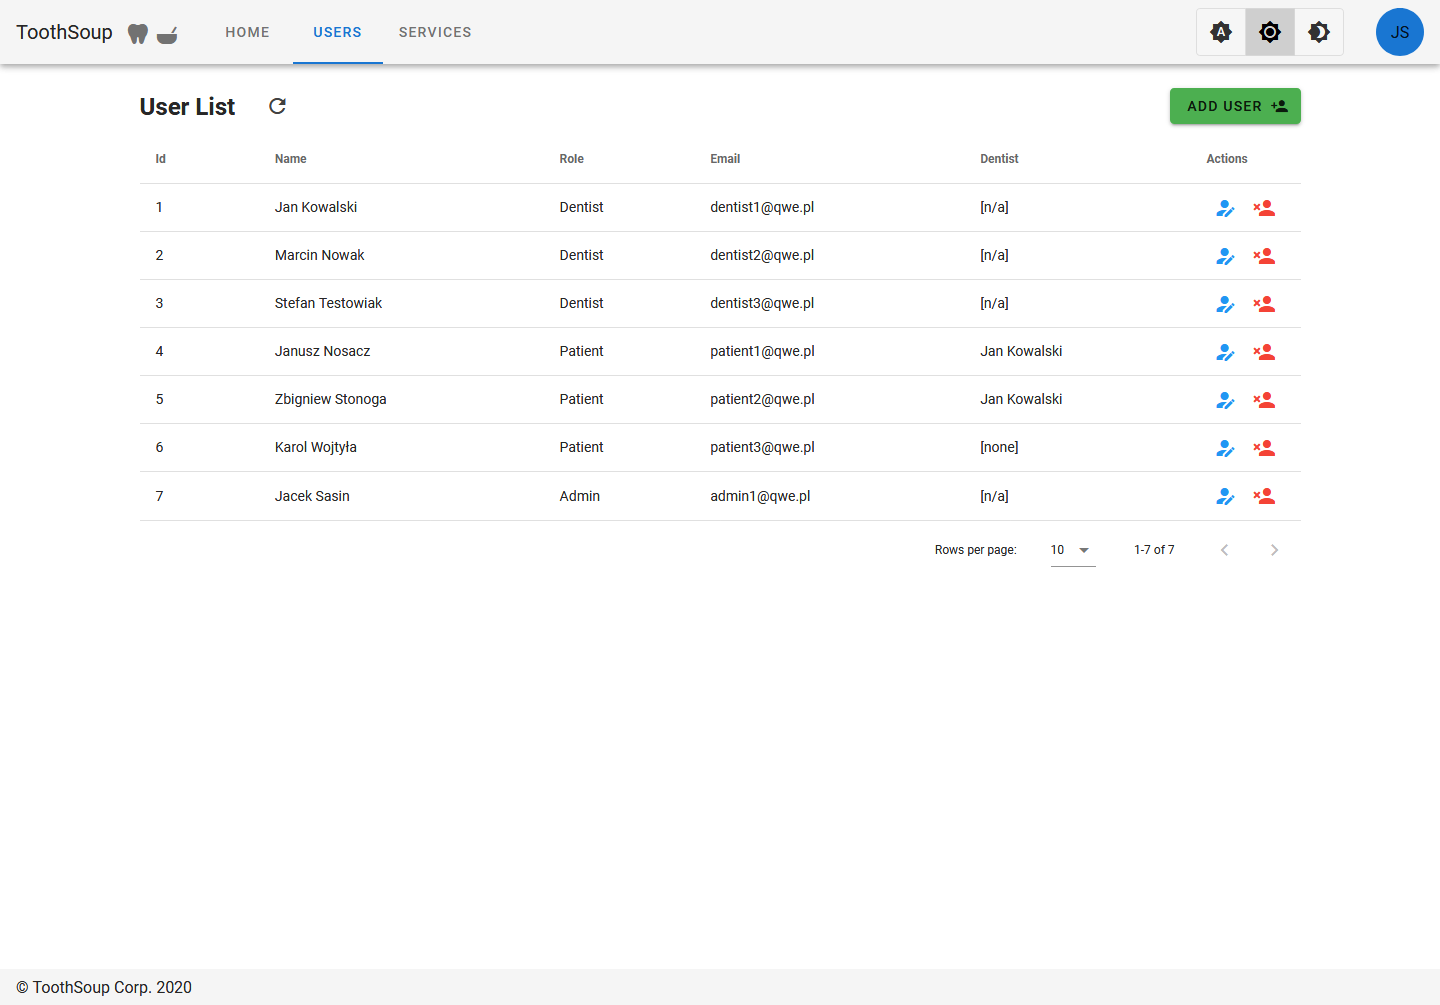 ToothSoup HOME USERS SERVICES A JS
User List ADD USER
Id Name Role Email Dentist Actions
1 Jan Kowalski Dentist dentist1@qwe.pl [n/a]
2 Marcin Nowak Dentist dentist2@qwe.pl [n/a]
3 Stefan Testowiak Dentist dentist3@qwe.pl [n/a]
4 Janusz Nosacz Patient patient1@qwe.pl Jan Kowalski
5 Zbigniew Stonoga Patient patient2@qwe.pl Jan Kowalski
6 Karol Wojtyła Patient patient3@qwe.pl [none]
7 Jacek Sasin Admin admin1@qwe.pl [n/a]
Rows per page: 10 1-7 of 7
© ToothSoup Corp. 2020